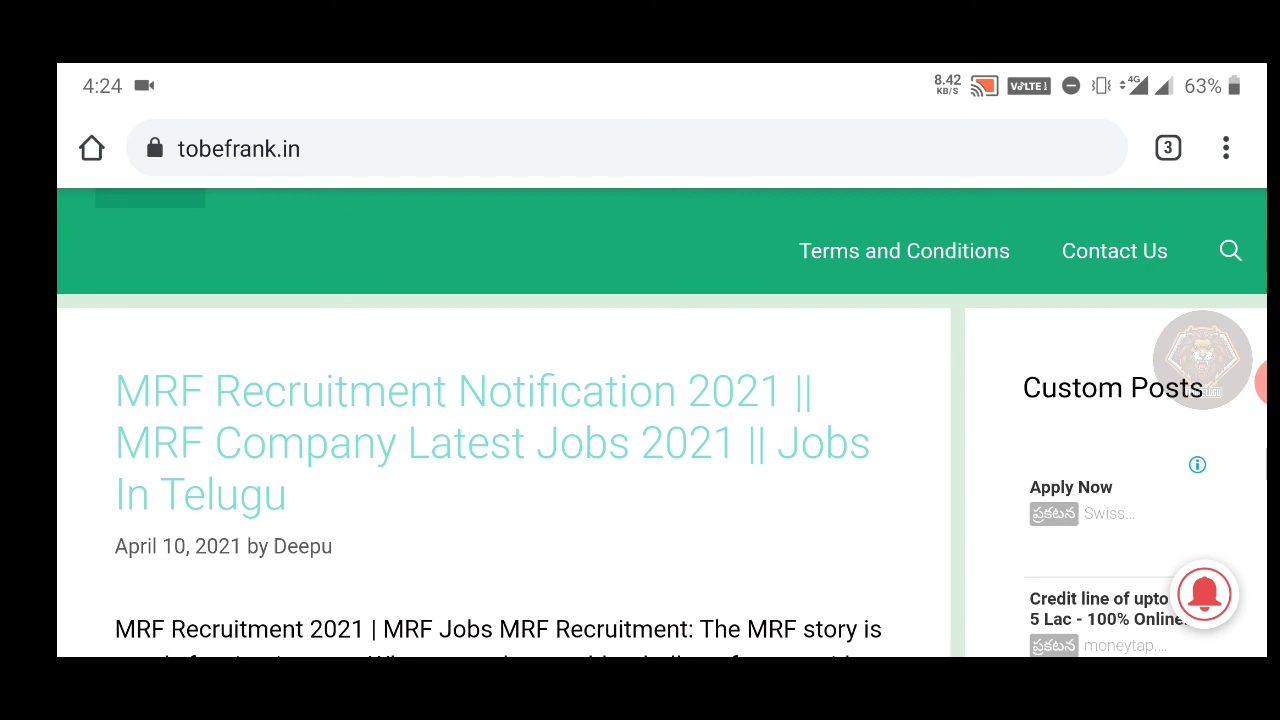 4:24
8.42
KB/S
VoLTE
4G
63%
tobefrank.in
3
Terms and Conditions
Contact Us
MRF Recruitment Notification 2021 ||
MRF Company Latest Jobs 2021 || Jobs
In Telugu
April 10, 2021 by Deepu
MRF Recruitment 2021 | MRF Jobs MRF Recruitment: The MRF story is
Custom Posts
Apply Now
ప్రకటన Swiss...
Credit line of upto
5 Lac - 100% Online.
ప్రకటన moneytap....